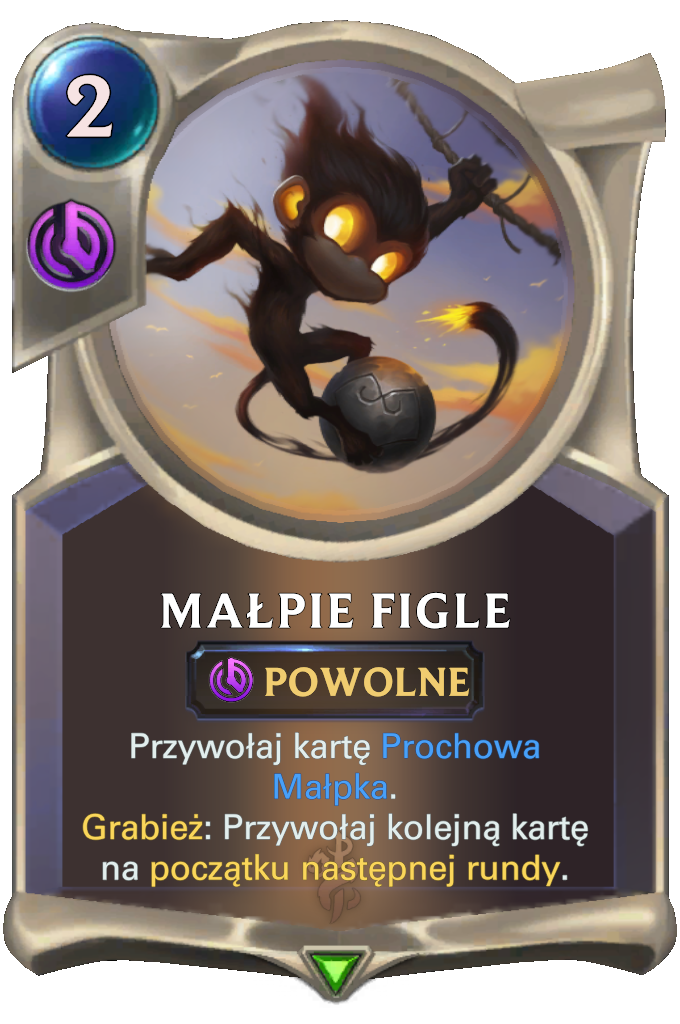 2
MAŁPIE FIGLE
POWOLNE
Przywołaj kartę Prochowa
Małpka.
Grabież: Przywołaj kolejną kartę
na początku następnej rundy.